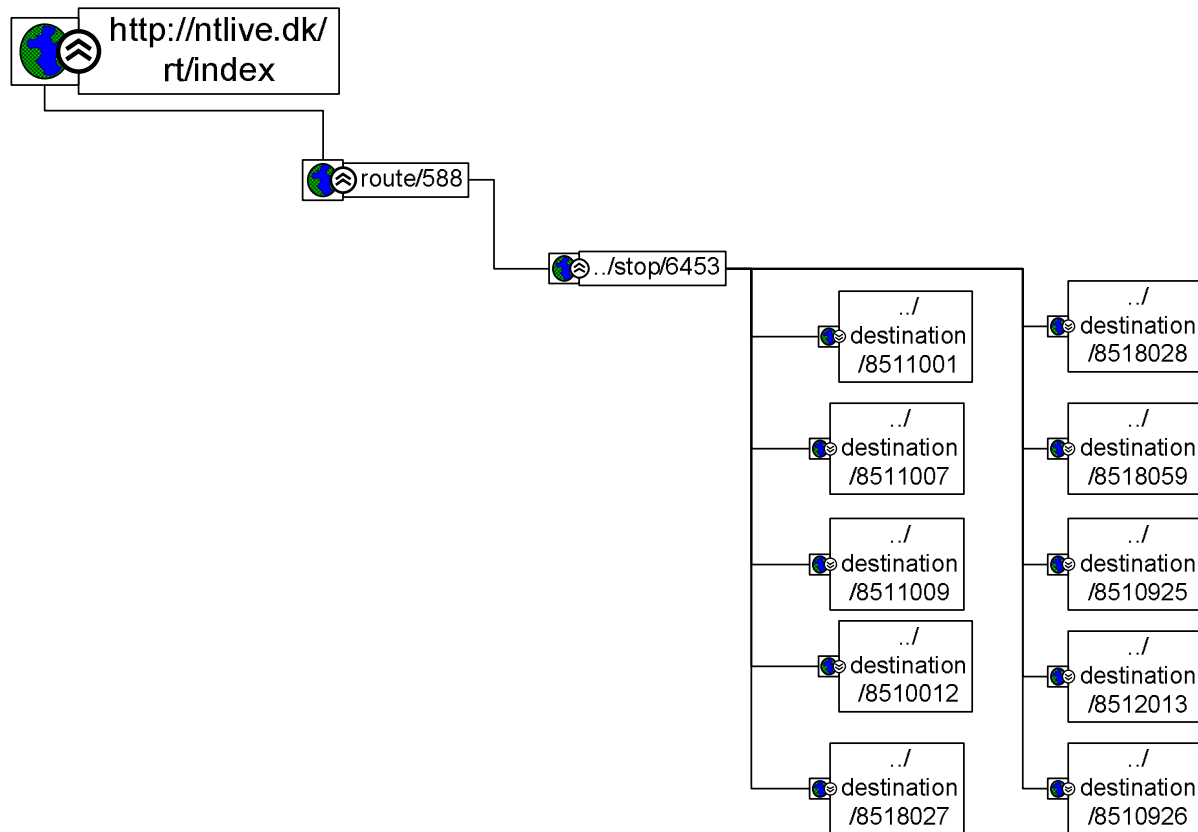 http://ntlive.dk/
rt/index
route/588
../stop/6453
../
destination
/8511001
../
destination
/8511007
../
destination
/8511009
../
destination
/8510012
../
destination
/8518027
../
destination
/8518028
../
destination
/8518059
../
destination
/8510925
../
destination
/8512013
../
destination
/8510926